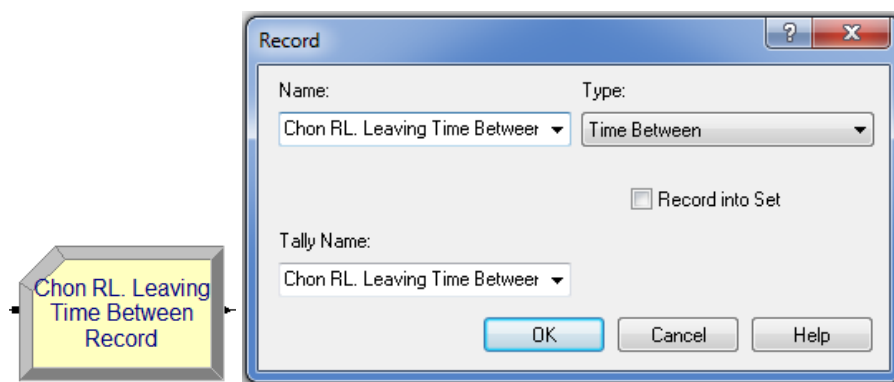 Record
?
X
Name:
Type:
Chon RL. Leaving Time Betweer
Time Between
Record into Set
Tally Name:
Chon RL. Leaving Time Betweer
OK
Cancel
Help
Chon RL. Leaving
Time Between
Record